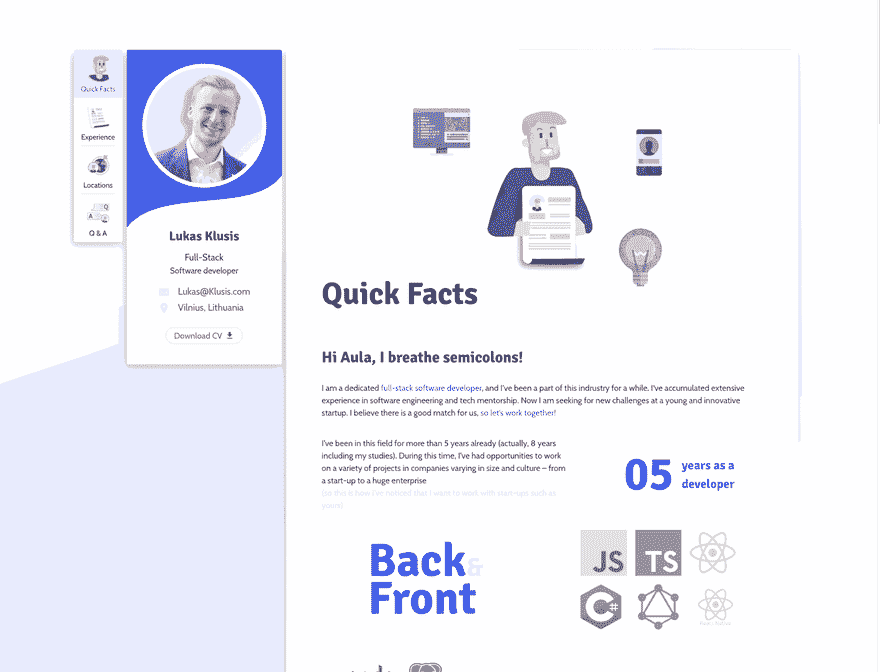 Quick Facts
Experience
Locations
Q
A
Q & A
Lukas Klusis
Full-Stack
Software developer
Lukas@Klusis.com
Vilnius, Lithuania
Download CV
Quick Facts
Hi Aula, I breathe semicolons!
I am a dedicated full-stack software developer, and I've been a part of this indrustry for a while. I've accumulated extensive
experience in software engineering and tech mentorship. Now I am seeking for new challenges at a young and innovative
startup. I believe there is a good match for us, so let's work together!
I've been in this field for more than 5 years already (actually, 8 years
including my studies). During this time, I've had opportunities to work
on a variety of projects in companies varying in size and culture – from
a start-up to a huge enterprise
(so this is how I've noticed that I want to work with start-ups such as
yours)
05 years as a
developer
Back&
Front
JS
TS
C#